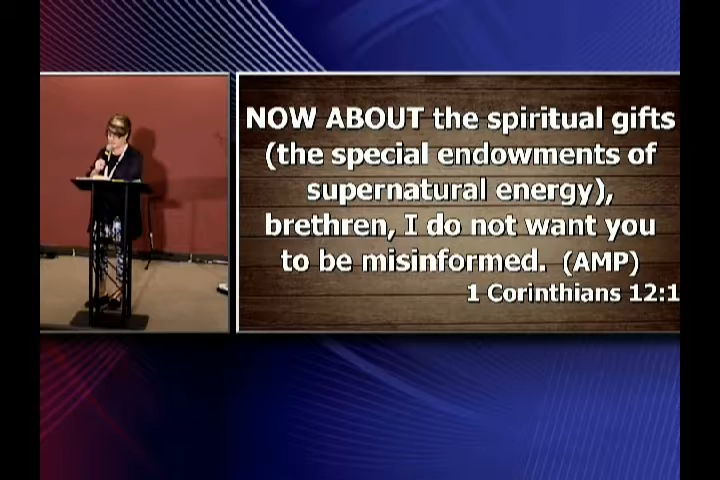 NOW ABOUT the spiritual gifts
(the special endowments of
supernatural energy),
brethren, I do not want you
to be misinformed. (AMP)
1 Corinthians 12:1